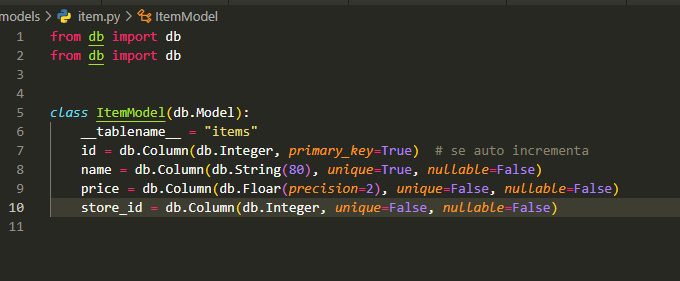 models > item.py > ItemModel
1 from db import db
2 from db import db
3
4
5 class ItemModel(db.Model):
6     __tablename__ = "items"
7     id = db.Column(db.Integer, primary_key=True)  # se auto incrementa
8     name = db.Column(db.String(80), unique=True, nullable=False)
9     price = db.Column(db.Floar(precision=2), unique=False, nullable=False)
10     store_id = db.Column(db.Integer, unique=False, nullable=False)
11